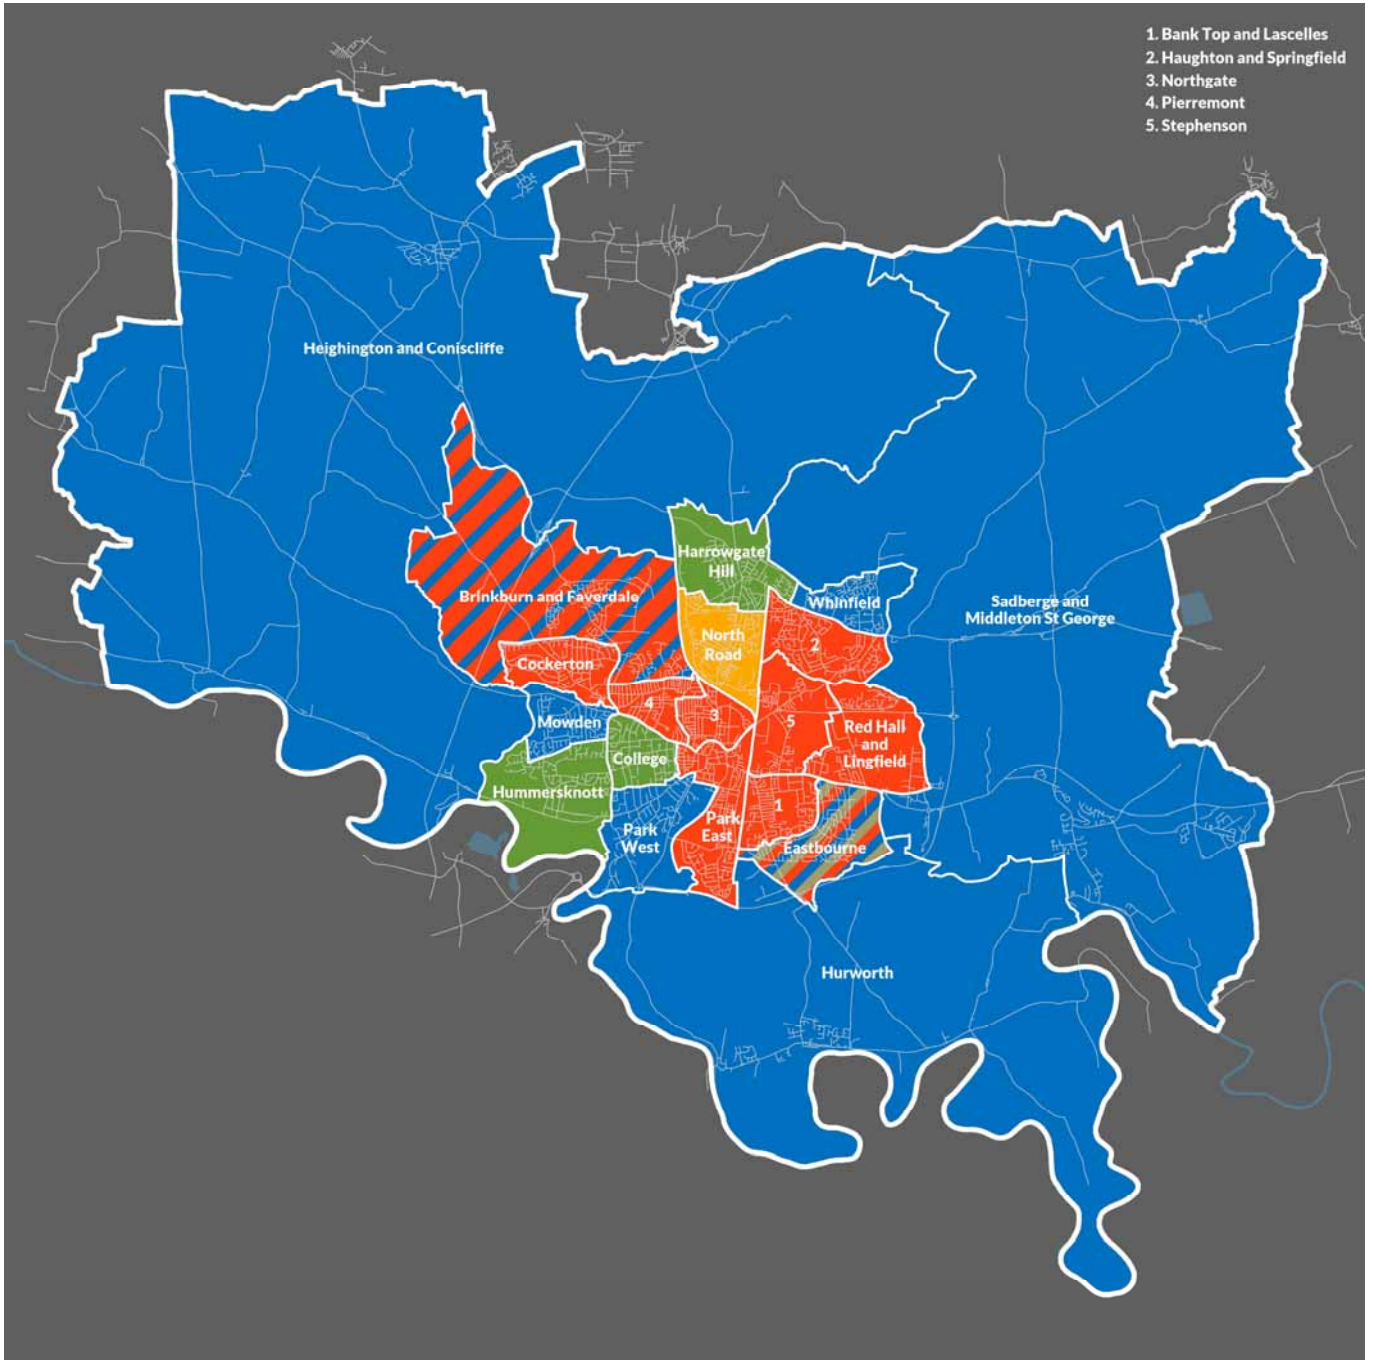 1. Bank Top and Lascelles
2. Haughton and Springfield
3. Northgate
4. Pierremont
5. Stephenson
Heighington and Coniscliffe
Harrowgate
Hill
Brinkburn and Faverdale
Whinfield
Sadberge and
Middleton St George
North
Road
2
Cockerton
4
3
5
Mowden
Red Hall
and
Lingfield
College
Hummersknott
1
Park
East
Park
West
Eastbourne
Hurworth